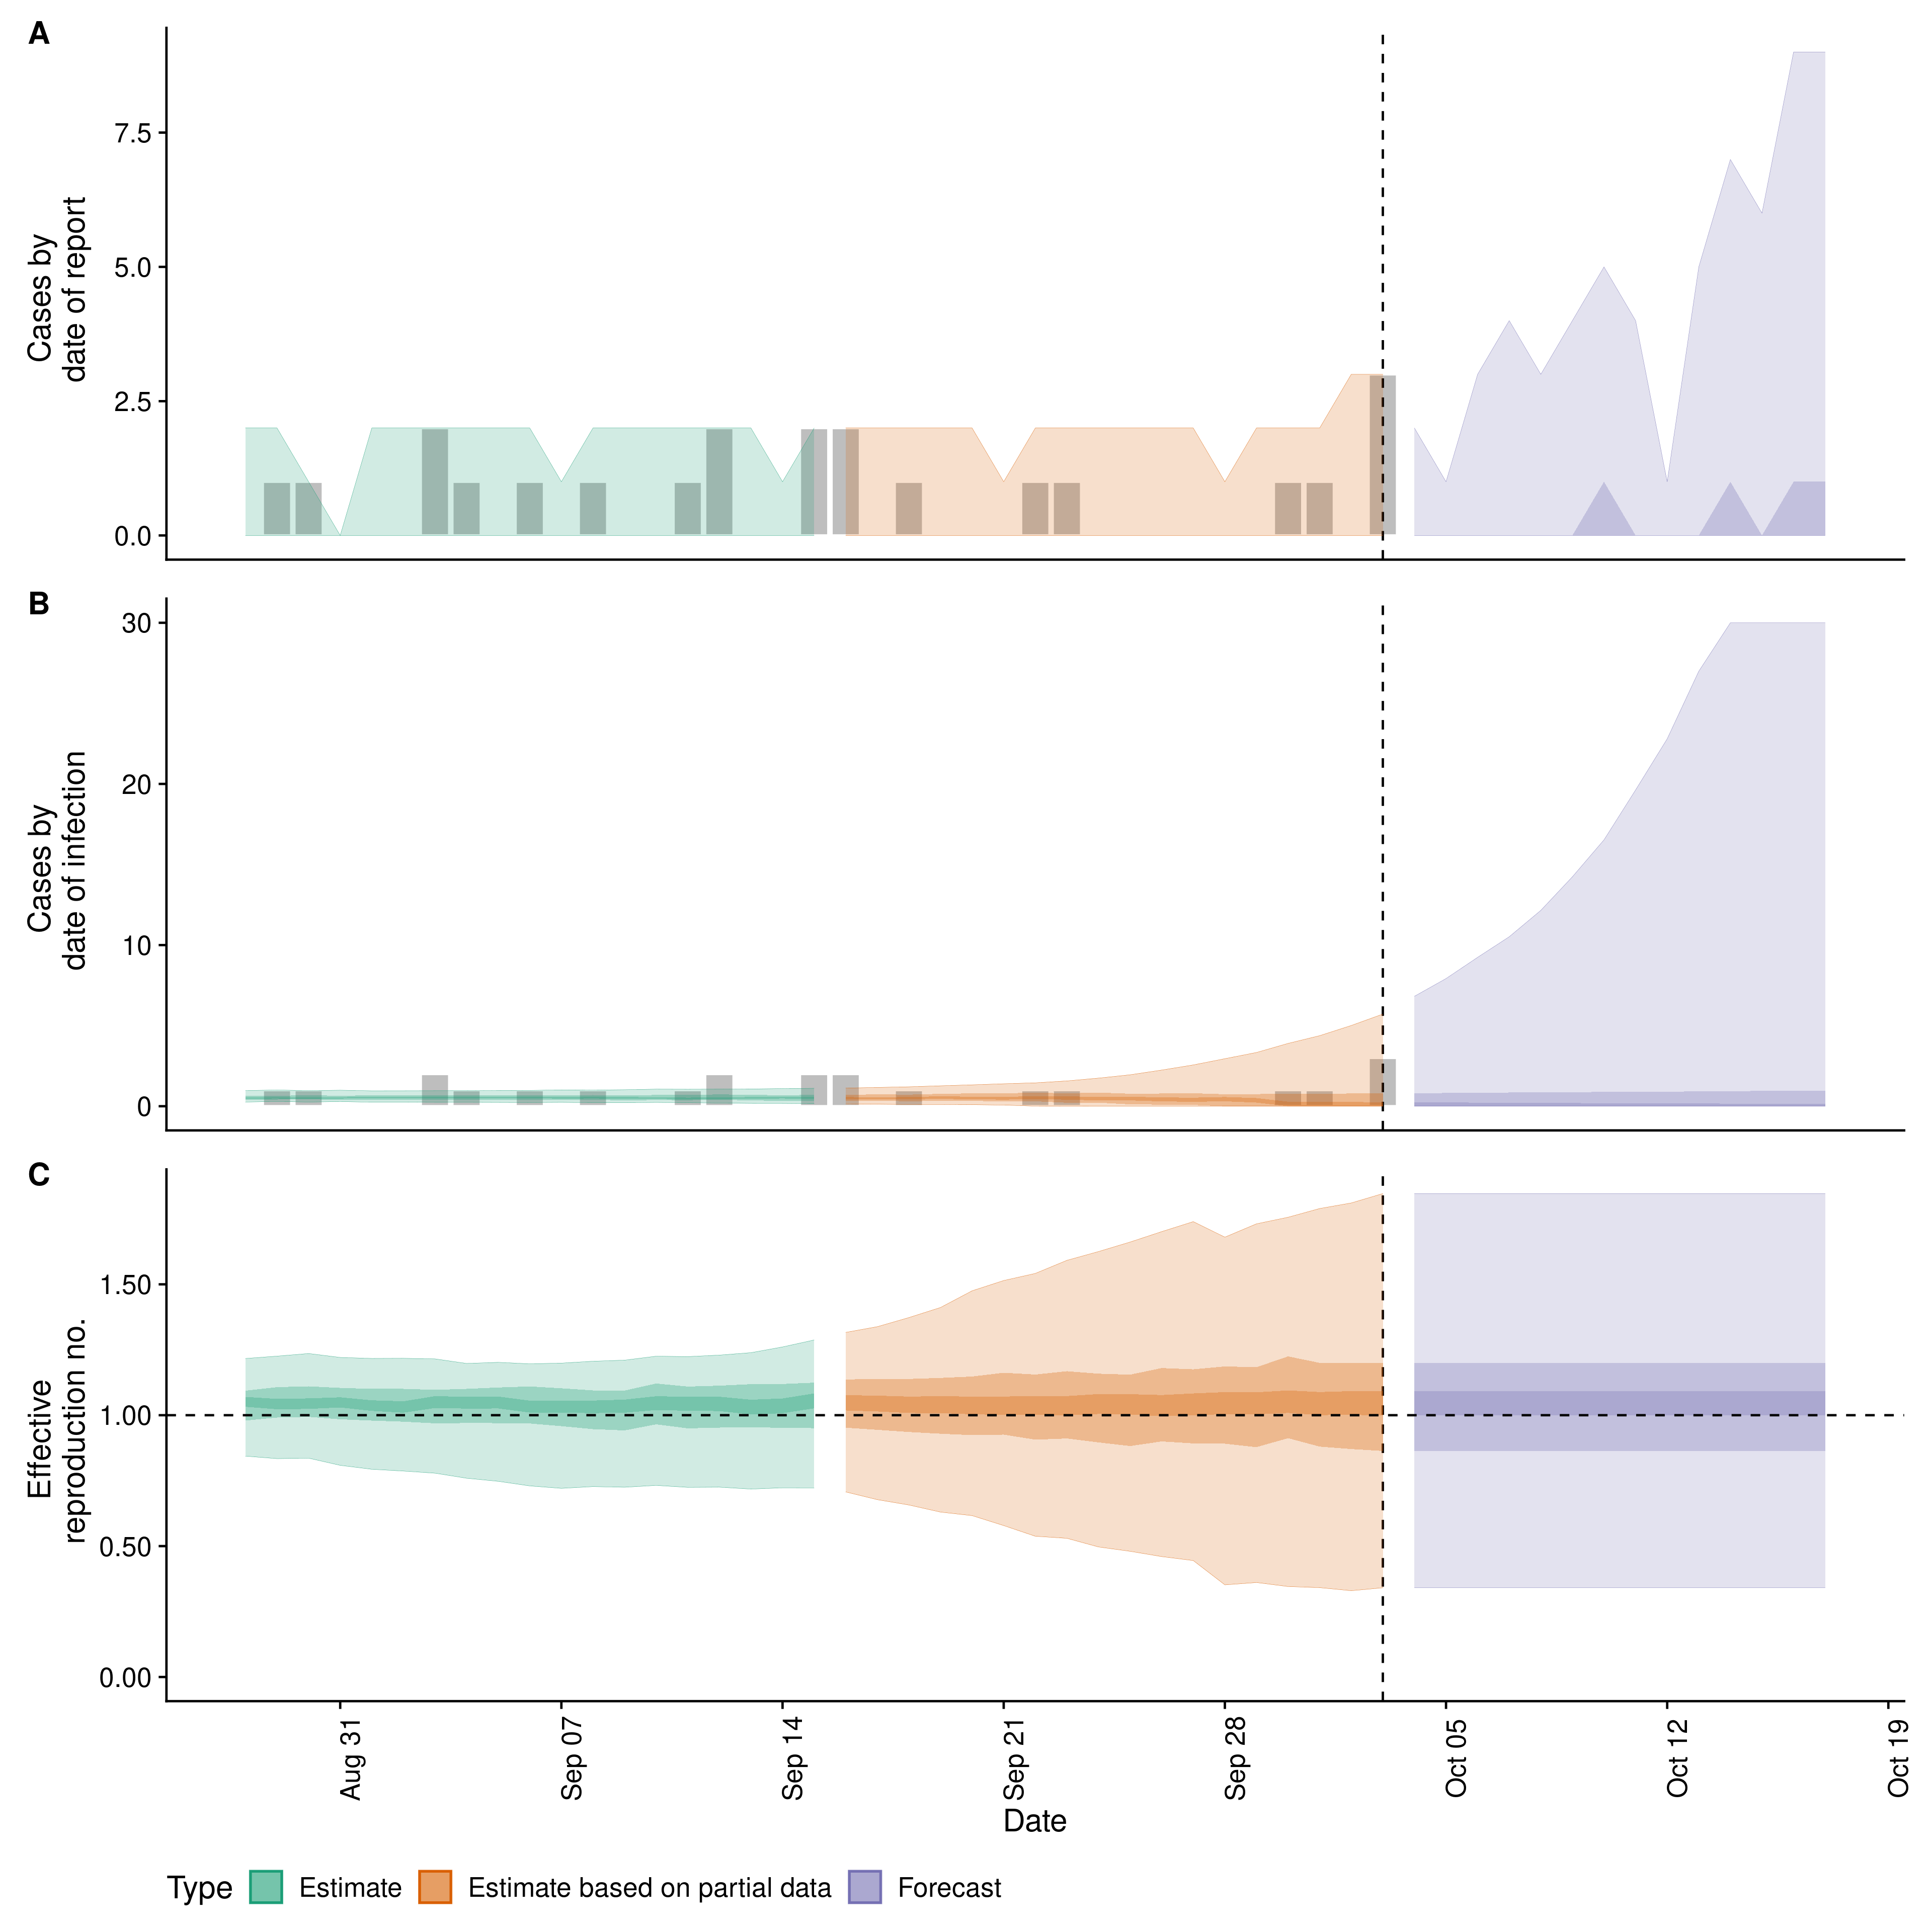 A
Cases by
date of report
7.5
5.0
2.5
0.0
B
Cases by
date of infection
30
20
10
0
C
Effective
reproduction no.
1.50
1.00
0.50
0.00
Aug 31
Sep 07
Sep 14
Sep 21
Sep 28
Oct 05
Oct 12
Oct 19
Date
Type Estimate Estimate based on partial data Forecast